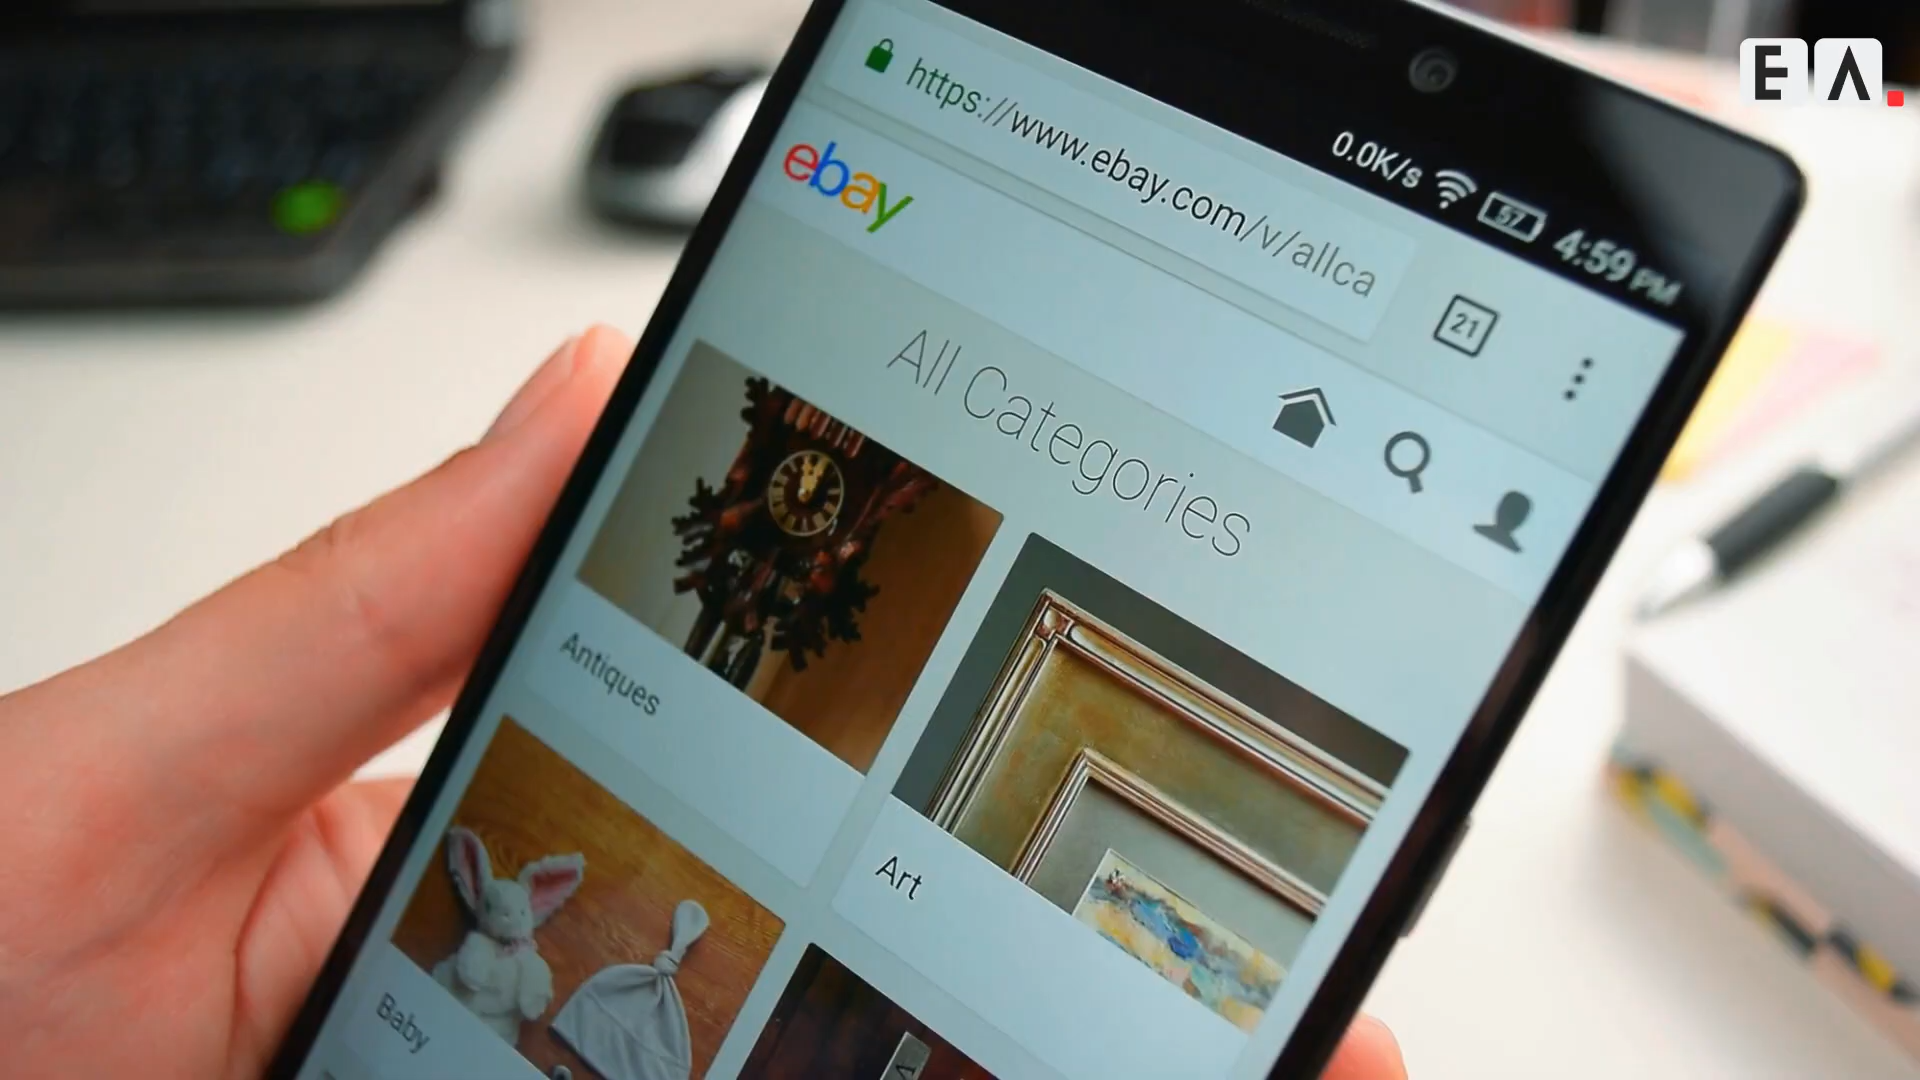 EA.
0.0K/s 57 4:59 PM
https://www.ebay.com/v/allca
21
ebay
All Categories
Antiques
Art
Baby